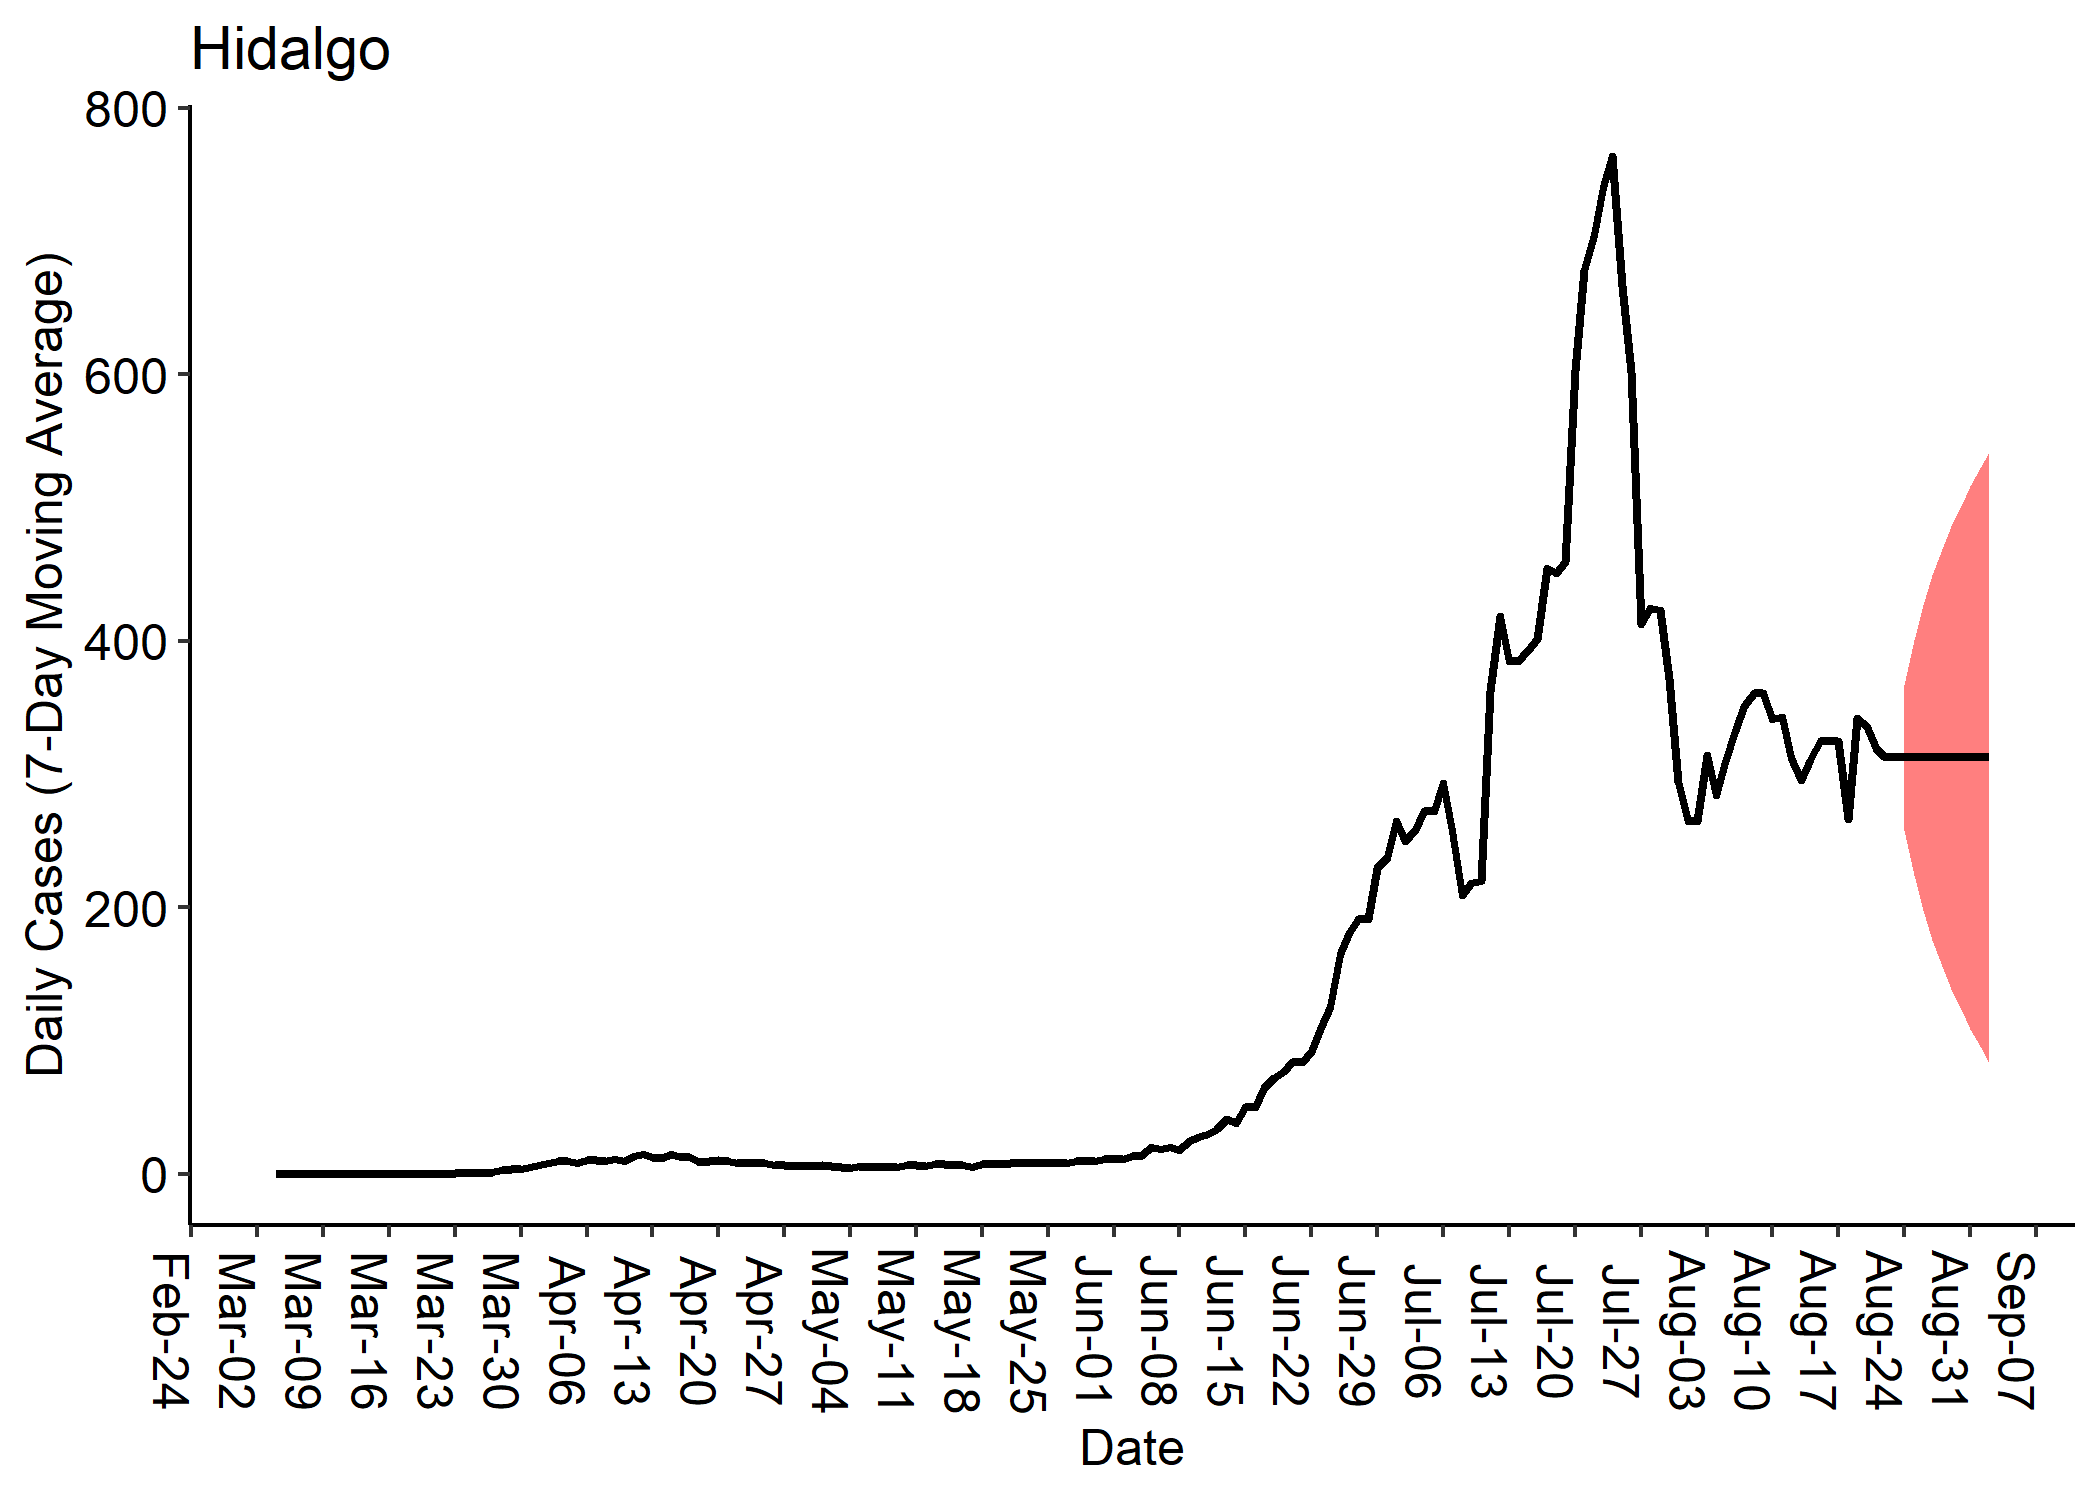 Hidalgo
Daily Cases (7-Day Moving Average)
800
600
400
200
0
Feb-24
Mar-02
Mar-09
Mar-16
Mar-23
Mar-30
Apr-06
Apr-13
Apr-20
Apr-27
May-04
May-11
May-18
May-25
Jun-01
Jun-08
Jun-15
Jun-22
Jun-29
Jul-06
Jul-13
Jul-20
Jul-27
Aug-03
Aug-10
Aug-17
Aug-24
Aug-31
Sep-07
Date